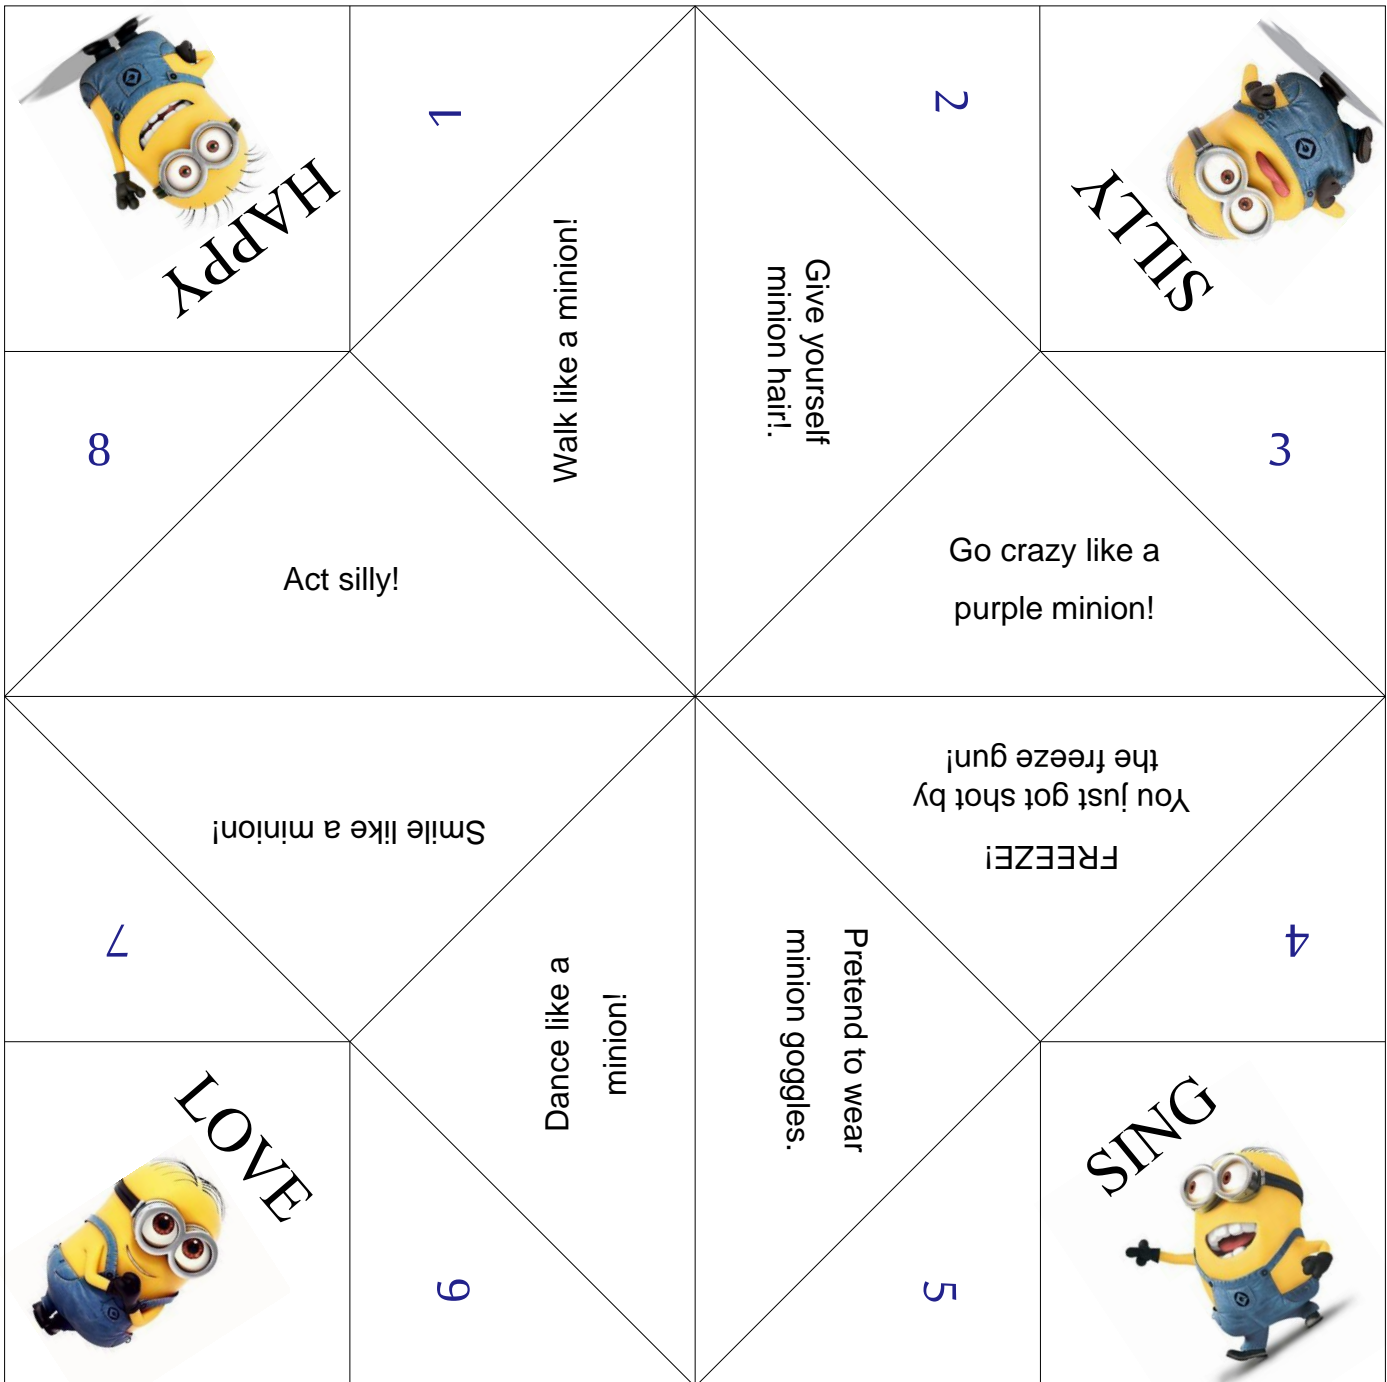 HAPPY
1
2
SILLY
Walk like a minion!
Give yourself
minion hair!.
8
3
Act silly!
Go crazy like a
purple minion!
Smile like a minion!
FREEZE!
You just got shot by
the freeze gun!
7
4
Dance like a
minion!
Pretend to wear
minion goggles.
LOVE
6
5
SING